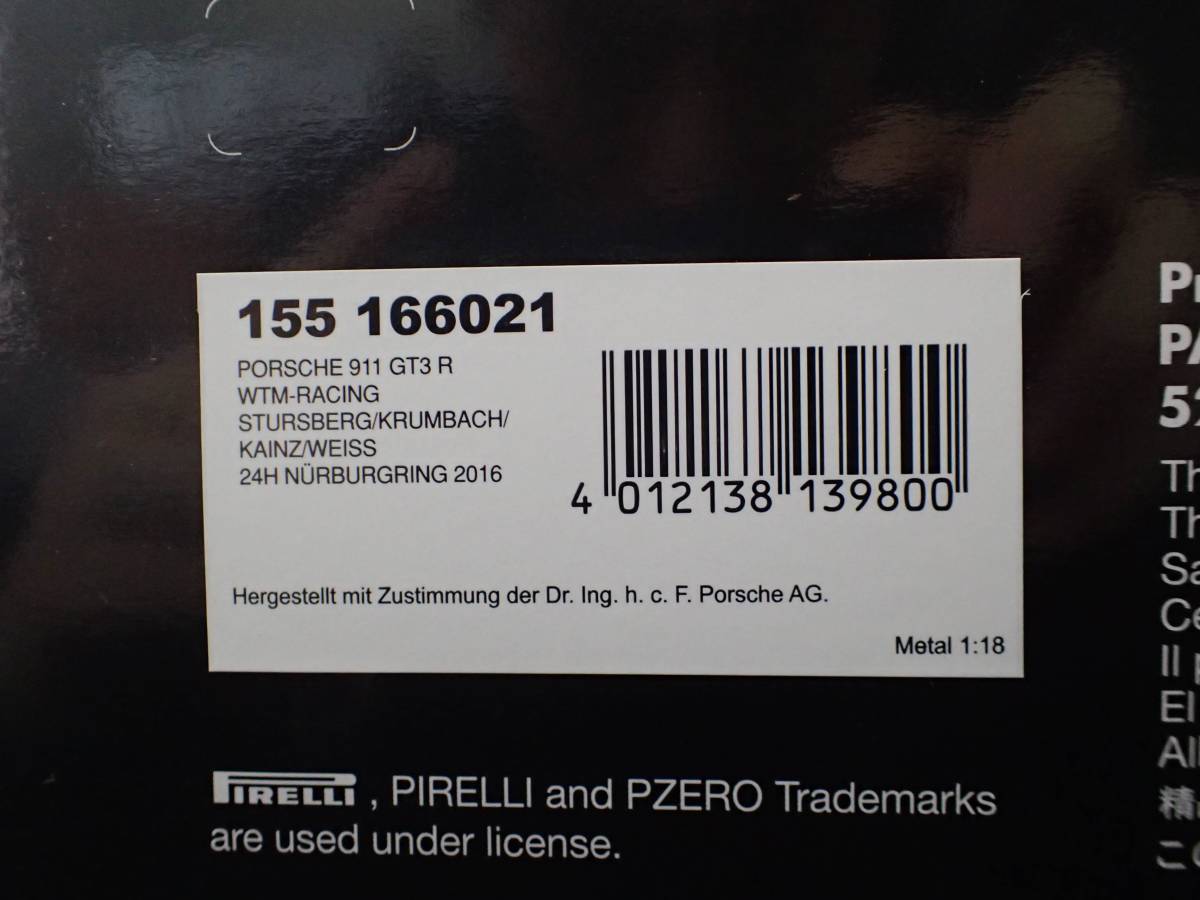 155 166021
PORSCHE 911 GT3 R
WTM-RACING
STURSBERG/KRUMBACH/
KAINZ/WEISS
24H NÜRBURGRING 2016
4 012138 139800
Hergestellt mit Zustimmung der Dr. Ing. h. c. F. Porsche AG.
Metal 1:18
PIRELLI , PIRELLI and PZERO Trademarks
are used under license.
El